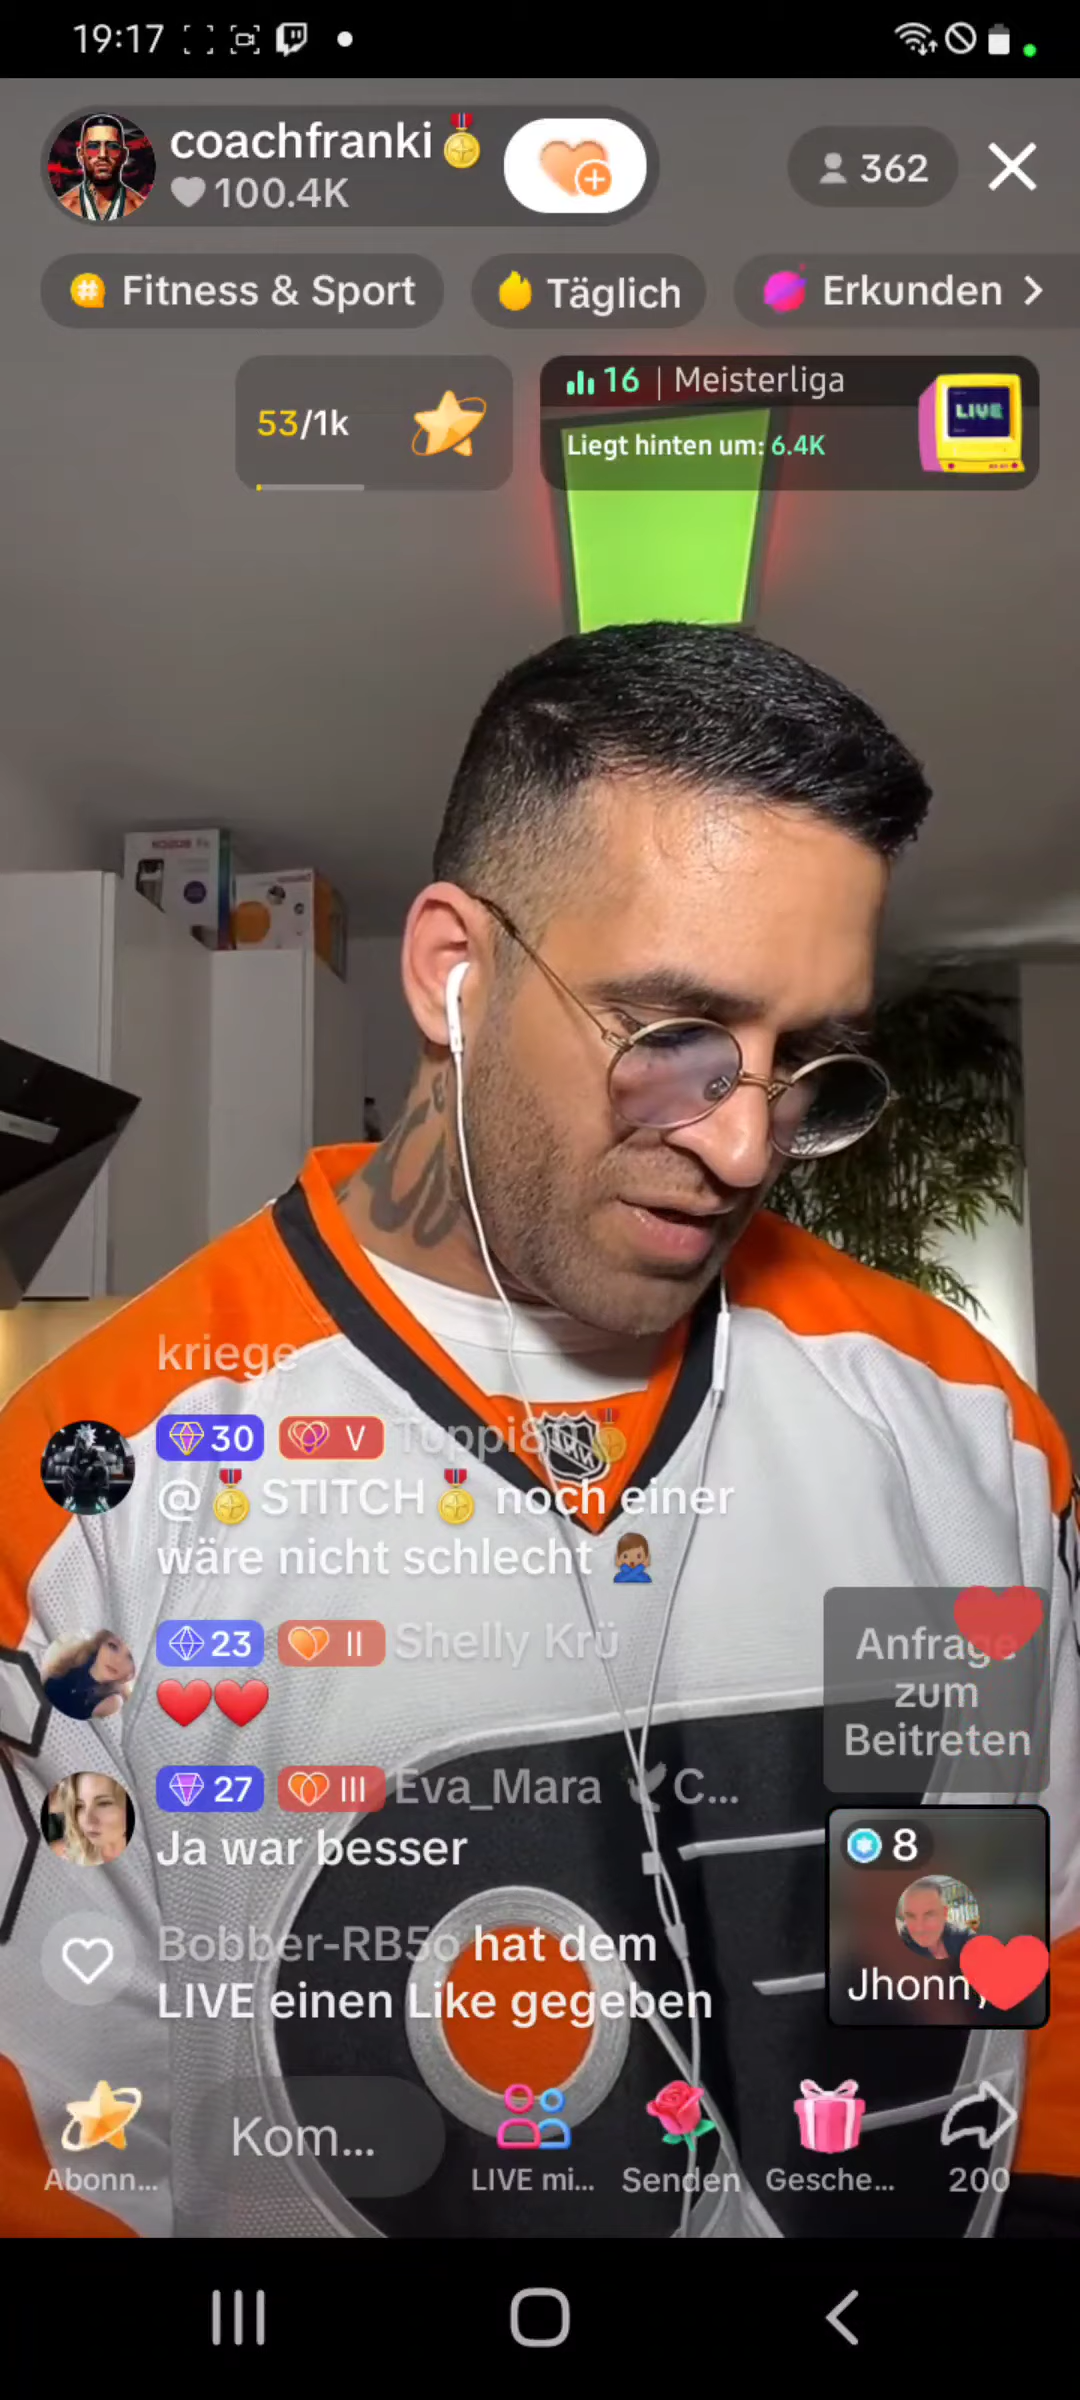 19:17
coachfranki
100.4K
362
Fitness & Sport
Täglich
Erkunden
53/1k
16 | Meisterliga
LIVE
Liegt hinten um: 6.4K
kriege
30 V Tuppi8
@🏅STITCH🏅 noch einer
wäre nicht schlecht 🙅🏽‍♂️
23 II Shelly Krü
❤️❤️
27 III Eva_Mara 🕊C...
Ja war besser
Bobber-RB5o hat dem
LIVE einen Like gegeben
Anfrage
zum
Beitreten
8
Jhonny
Kom...
Abonn...
LIVE mi...
Senden
Gesche...
200